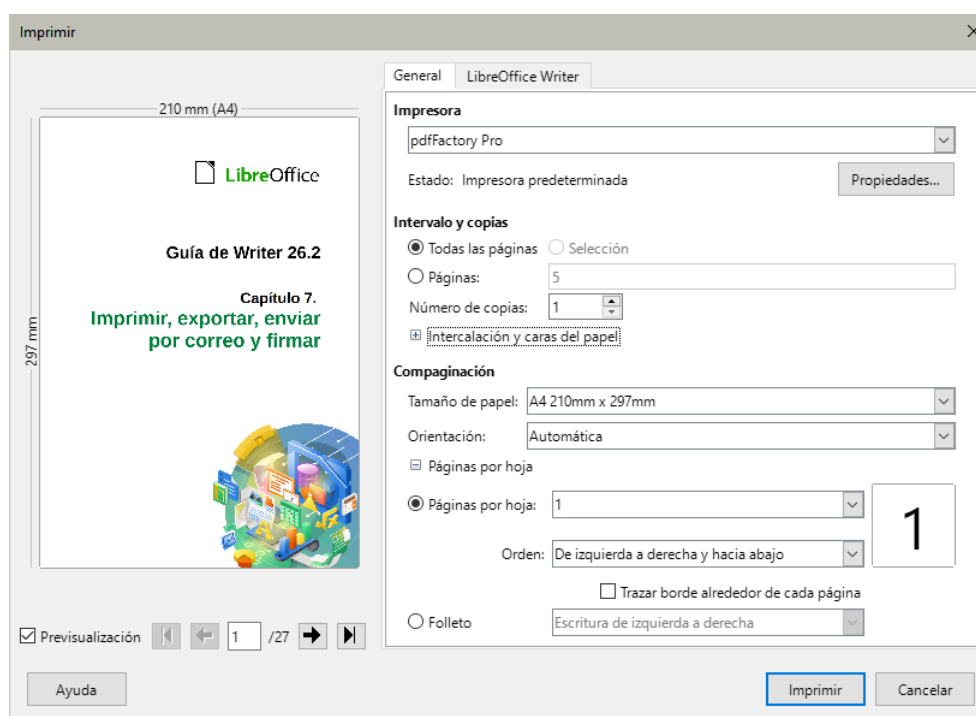 Imprimir
210 mm (A4)
297 mm
LibreOffice
Guía de Writer 26.2
Capítulo 7.
Imprimir, exportar, enviar
por correo y firmar
Previsualización 1 /27
General LibreOffice Writer
Impresora
pdfFactory Pro
Estado: Impresora predeterminada Propiedades...
Intervalo y copias
Todas las páginas Selección
Páginas: 5
Número de copias: 1
Intercalación y caras del papel
Compaginación
Tamaño de papel: A4 210mm x 297mm
Orientación: Automática
Páginas por hoja
Páginas por hoja: 1
1
Orden: De izquierda a derecha y hacia abajo
Trazar borde alrededor de cada página
Folleto Escritura de izquierda a derecha
Ayuda Imprimir Cancelar